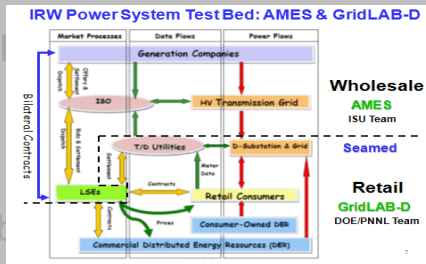 IRW Power System Test Bed: AMES & GridLAB-D
Market Processes
Data Flows
Power Flows
Generation Companies
Offers & Settlement
Dispatch
ISO
HV Transmission Grid
Wholesale
AMES
ISU Team
Bilateral Contracts
Bids & Settlement
Dispatch
Settlement
T/D Utilities
D-Substation & Grid
Seamed
Meter Data
LSEs
Contracts
Retail Consumers
Retail
GridLAB-D
DOE/PNNL Team
Contracts
Prices
Consumer-Owned DER
Commercial Distributed Energy Resources (DER)
7